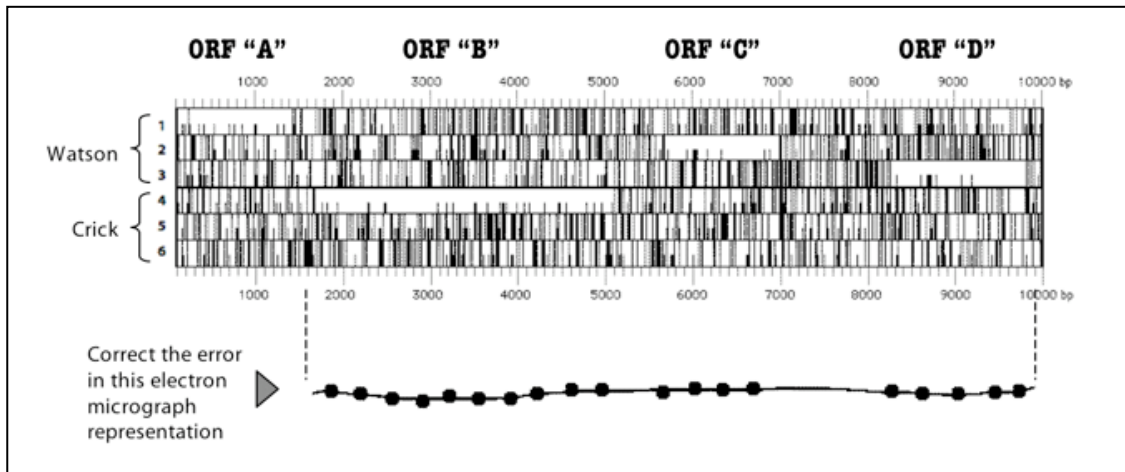 ORF “A” ORF “B” ORF “C” ORF “D”
1000 2000 3000 4000 5000 6000 7000 8000 9000 10000 bp
Watson
1
2
3
Crick
4
5
6
1000 2000 3000 4000 5000 6000 7000 8000 9000 10000 bp
Correct the error
in this electron
micrograph
representation